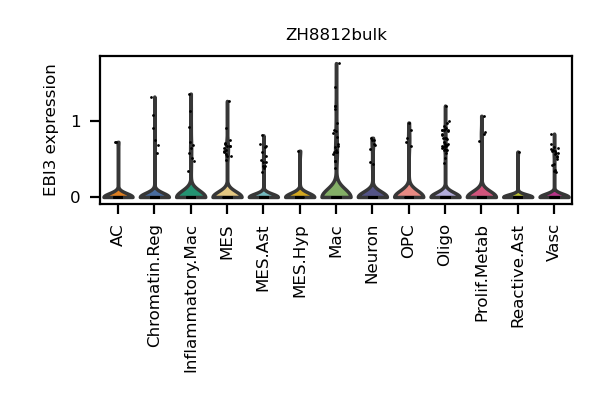 ZH8812bulk
EBI3 expression
1
0
AC
Chromatin.Reg
Inflammatory.Mac
MES
MES.Ast
MES.Hyp
Mac
Neuron
OPC
Oligo
Prolif.Metab
Reactive.Ast
Vasc